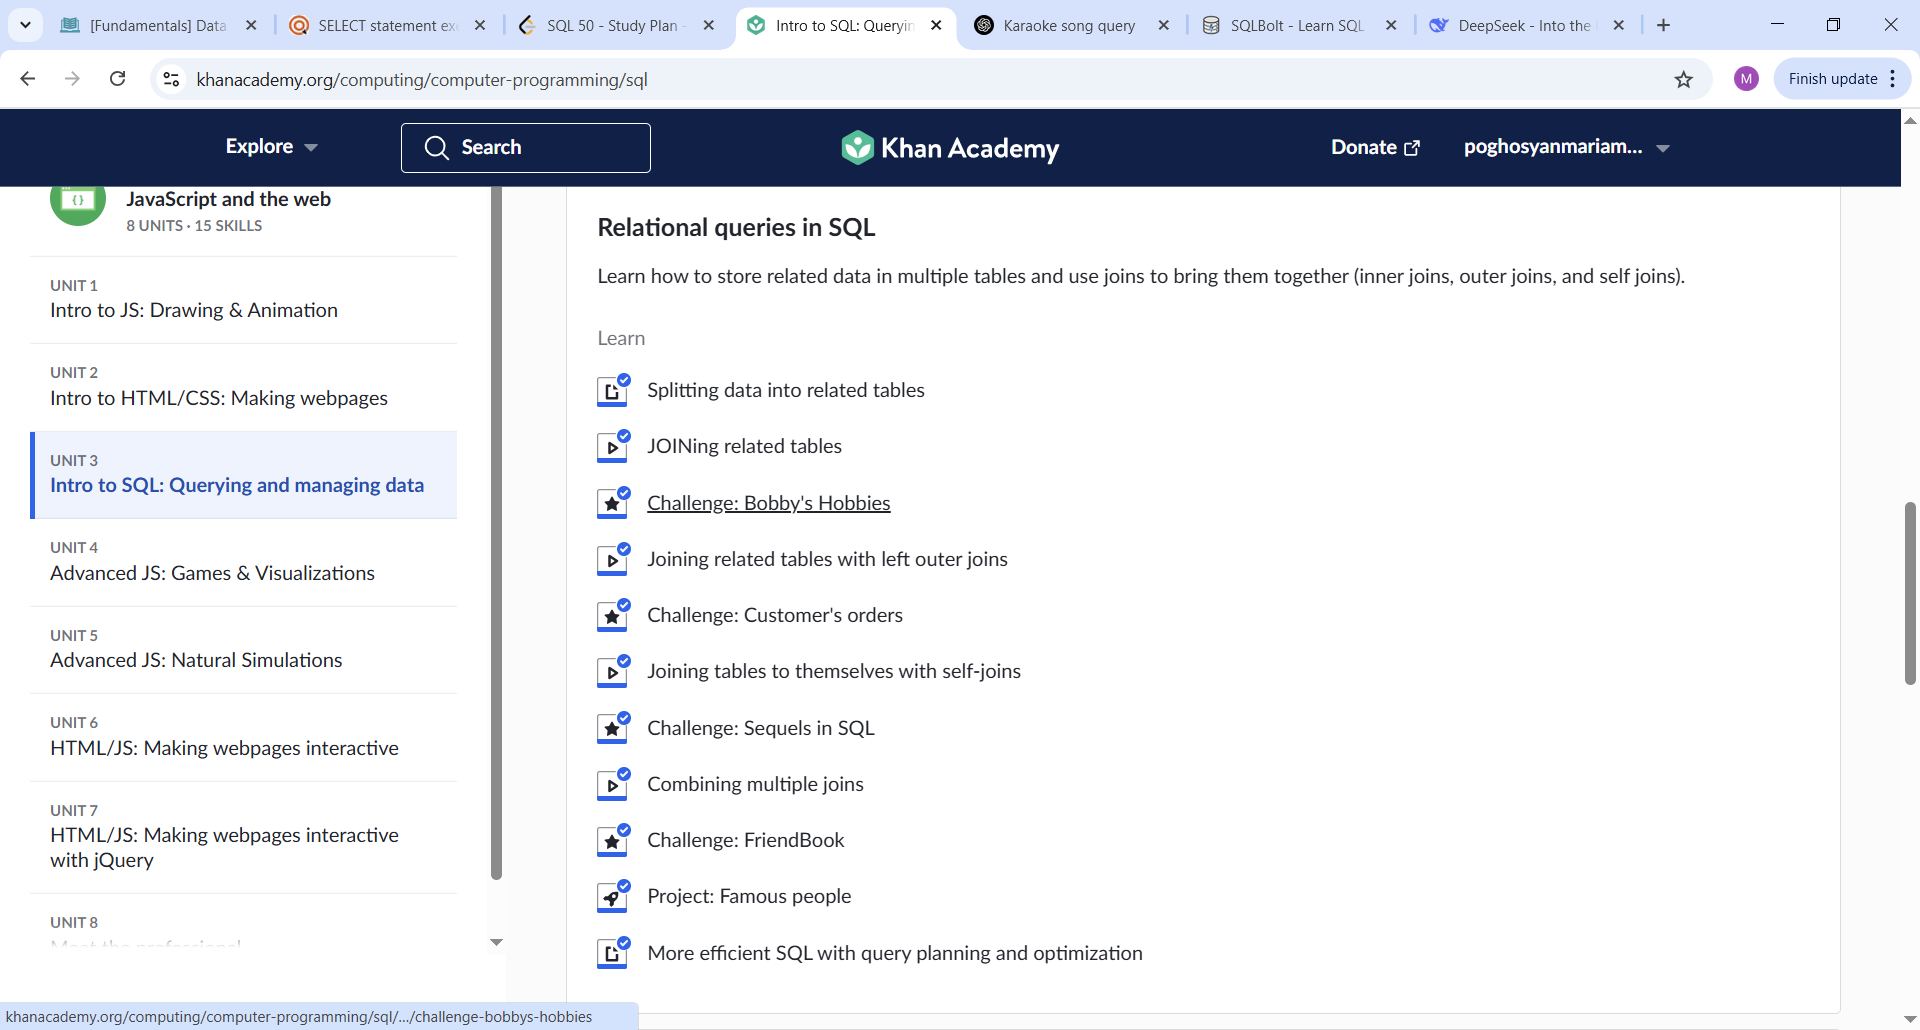 [Fundamentals] Data
SELECT statement exe
SQL 50 - Study Plan -
Intro to SQL: Queryin
Karaoke song query
SQLBolt - Learn SQL
DeepSeek - Into the
khanacademy.org/computing/computer-programming/sql
M
Finish update
Explore
Search
Khan Academy
Donate
poghosyanmariam...
JavaScript and the web
8 UNITS · 15 SKILLS
UNIT 1
Intro to JS: Drawing & Animation
UNIT 2
Intro to HTML/CSS: Making webpages
UNIT 3
Intro to SQL: Querying and managing data
UNIT 4
Advanced JS: Games & Visualizations
UNIT 5
Advanced JS: Natural Simulations
UNIT 6
HTML/JS: Making webpages interactive
UNIT 7
HTML/JS: Making webpages interactive
with jQuery
UNIT 8
Meet the professional
Relational queries in SQL
Learn how to store related data in multiple tables and use joins to bring them together (inner joins, outer joins, and self joins).
Learn
Splitting data into related tables
JOINing related tables
Challenge: Bobby's Hobbies
Joining related tables with left outer joins
Challenge: Customer's orders
Joining tables to themselves with self-joins
Challenge: Sequels in SQL
Combining multiple joins
Challenge: FriendBook
Project: Famous people
More efficient SQL with query planning and optimization
khanacademy.org/computing/computer-programming/sql/.../challenge-bobbys-hobbies